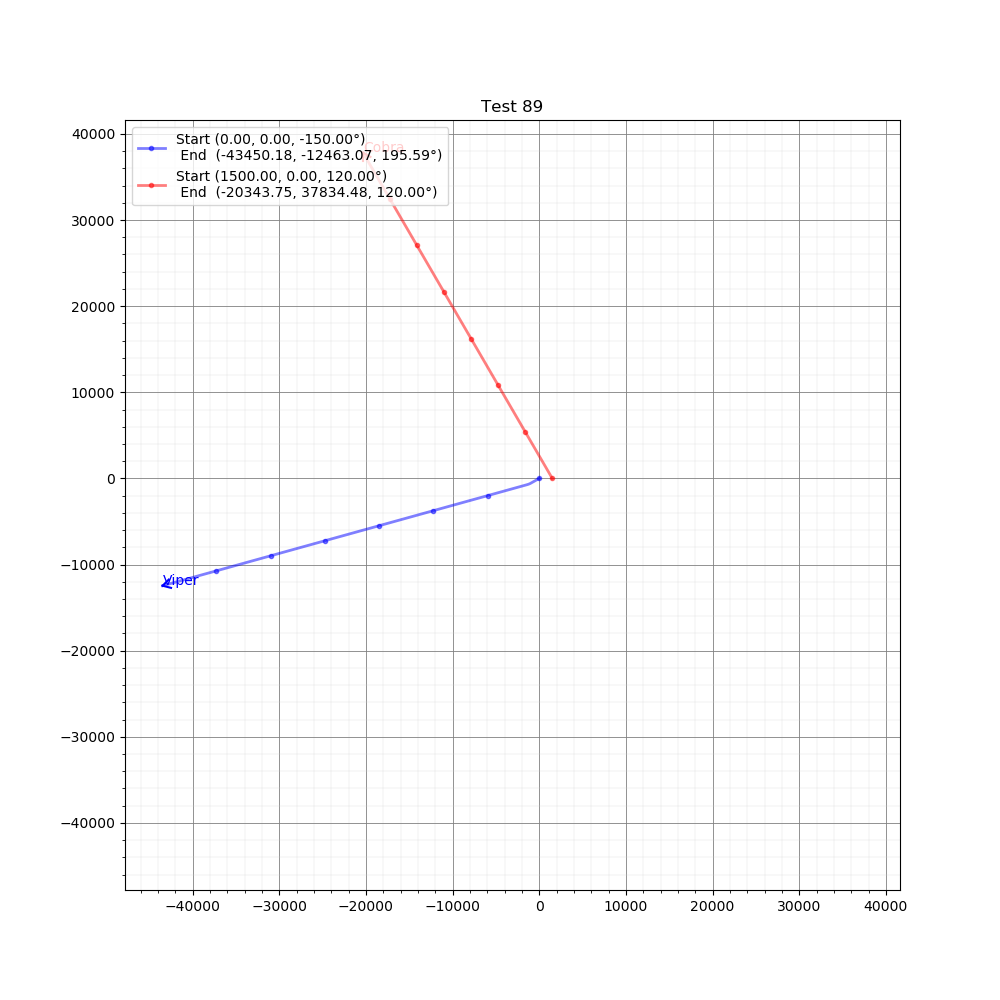 Test 89
Start (0.00, 0.00, -150.00°)
End (-43450.18, -12463.07, 195.59°)
Start (1500.00, 0.00, 120.00°)
End (-20343.75, 37834.48, 120.00°)
Cobra
40000
30000
20000
10000
0
−10000
−20000
−30000
−40000
Viper
−40000 −30000 −20000 −10000 0 10000 20000 30000 40000